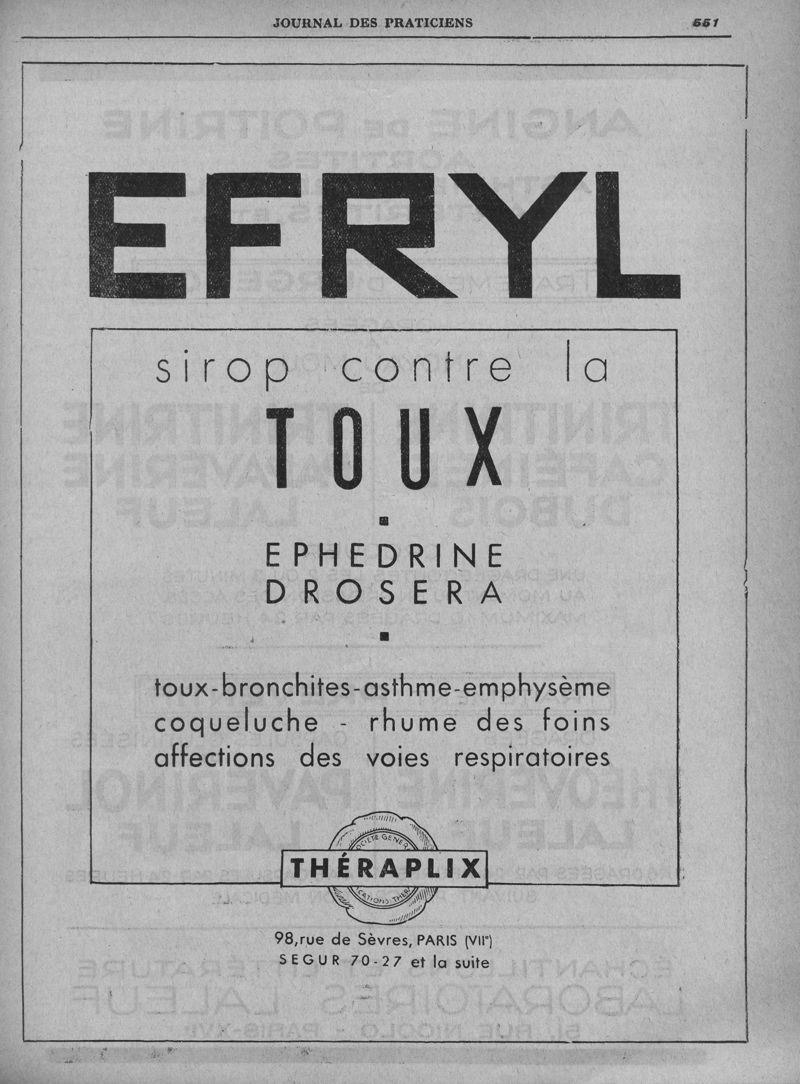 JOURNAL DES PRATICIENS 551
EFRYL
sirop contre la
TOUX
EPHEDRINE
DROSERA
toux-bronchites-asthme-emphysème
coqueluche - rhume des foins
affections des voies respiratoires
THÉRAPLIX
98, rue de Sèvres, PARIS (VIIe)
SEGUR 70-27 et la suite